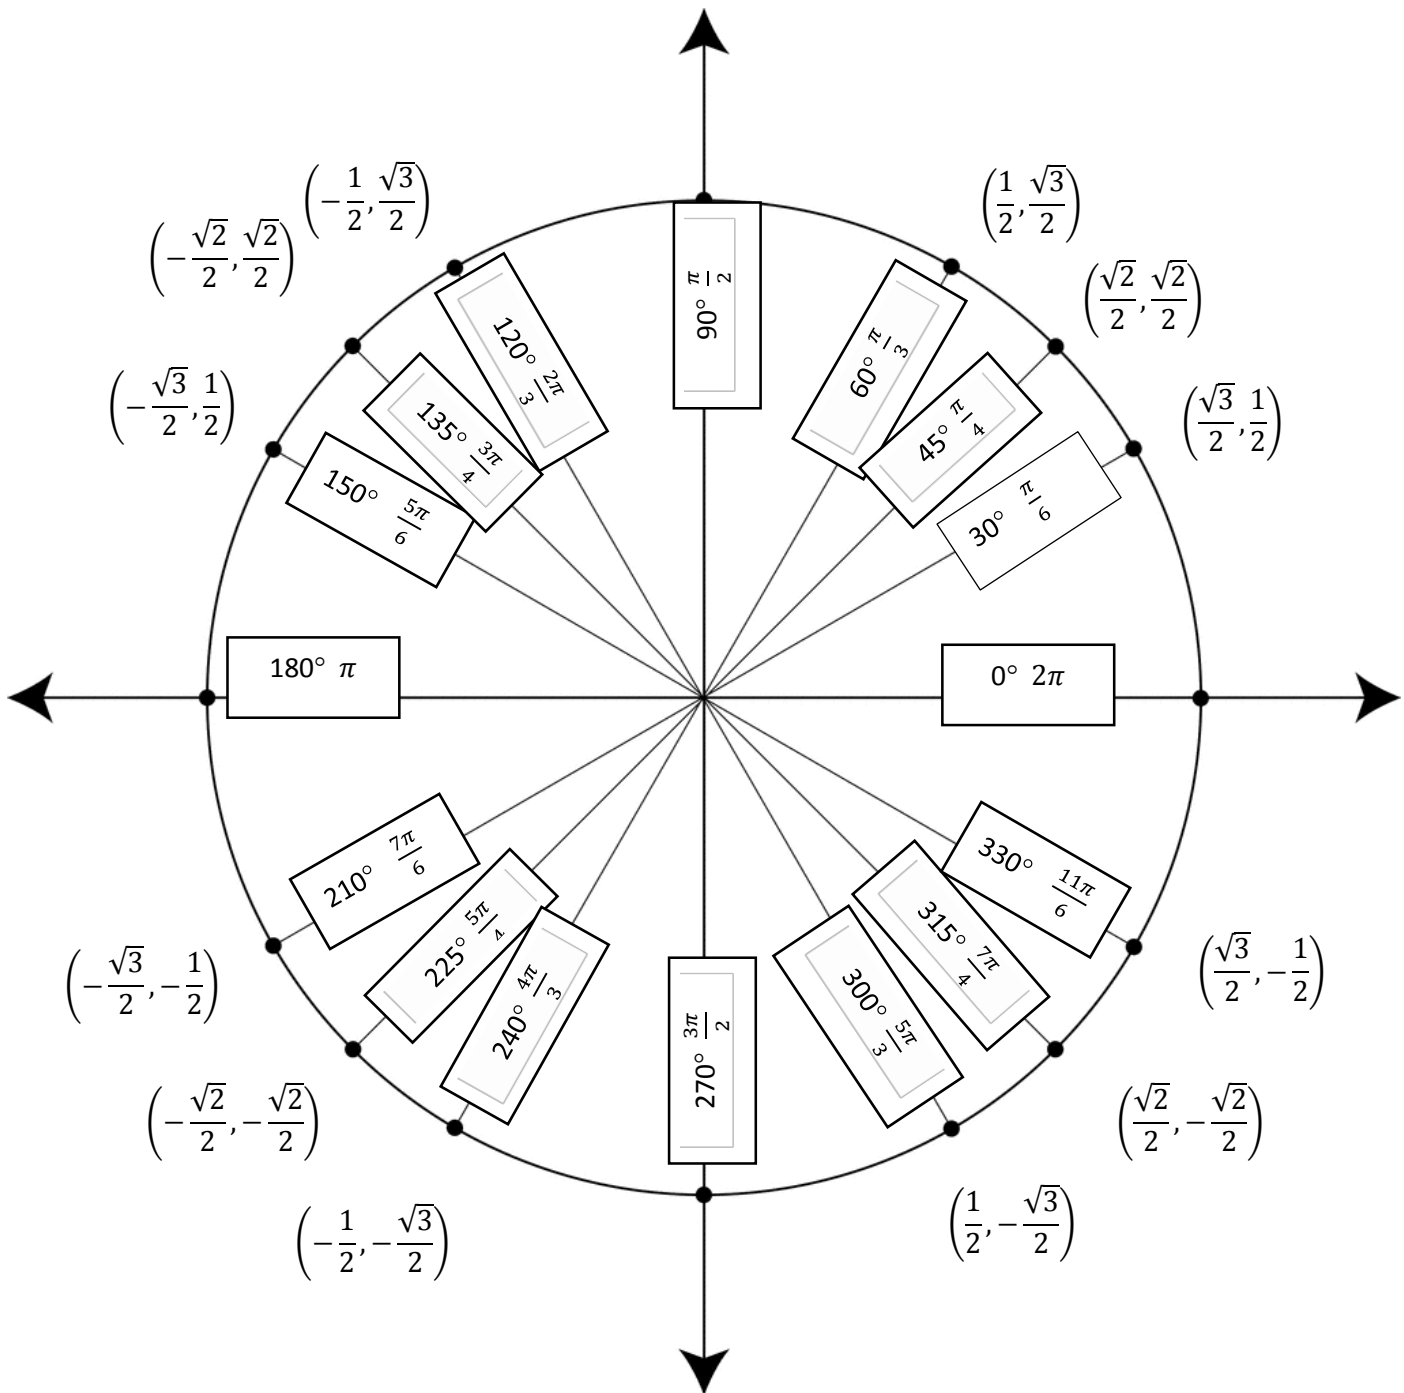 (-1/2, √3/2)
(1/2, √3/2)
(-√2/2, √2/2)
(√2/2, √2/2)
(-√3/2, 1/2)
(√3/2, 1/2)
90° π/2
120° 2π/3
60° π/3
135° 3π/4
45° π/4
150° 5π/6
30° π/6
180° π
0° 2π
210° 7π/6
330° 11π/6
225° 5π/4
315° 7π/4
240° 4π/3
300° 5π/3
270° 3π/2
(-√3/2, -1/2)
(√3/2, -1/2)
(-√2/2, -√2/2)
(√2/2, -√2/2)
(-1/2, -√3/2)
(1/2, -√3/2)